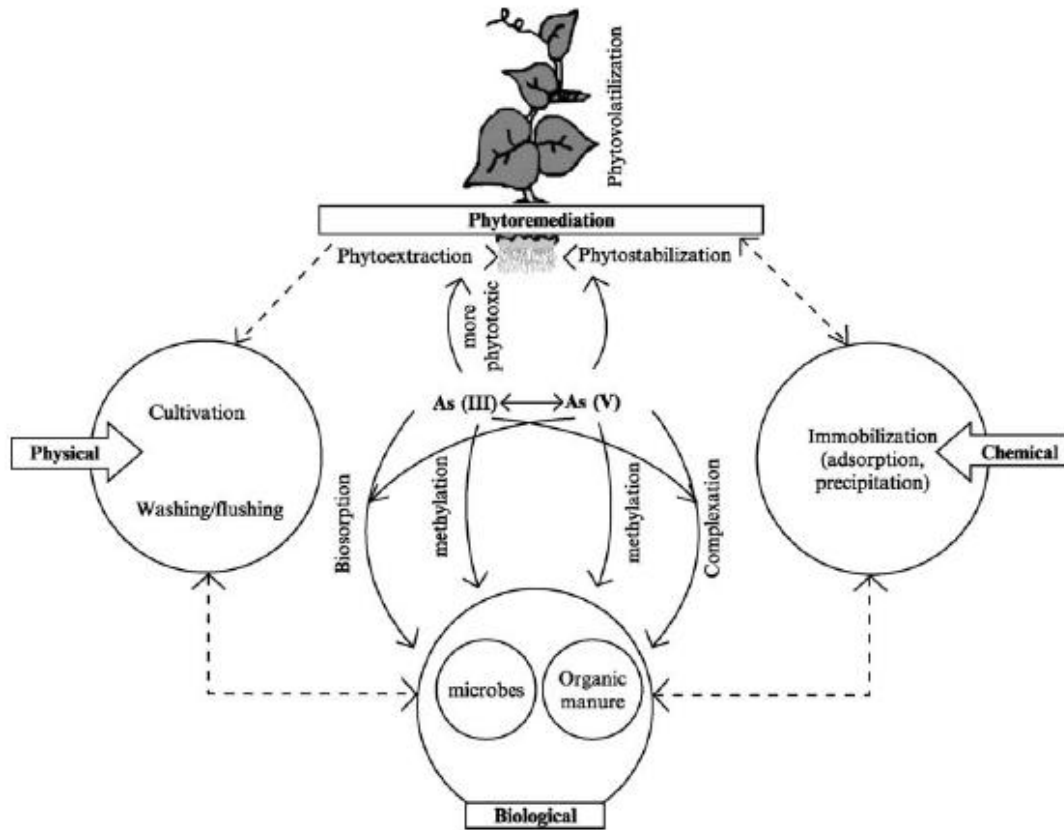 Phytovolatilization
Phytoremediation
Phytoextraction
Phytostabilization
more
phytotoxic
As (III)
As (V)
Cultivation
Physical
Washing/flushing
Immobilization
(adsorption,
precipitation)
Chemical
Biosorption
methylation
methylation
Complexation
microbes
Organic
manure
Biological